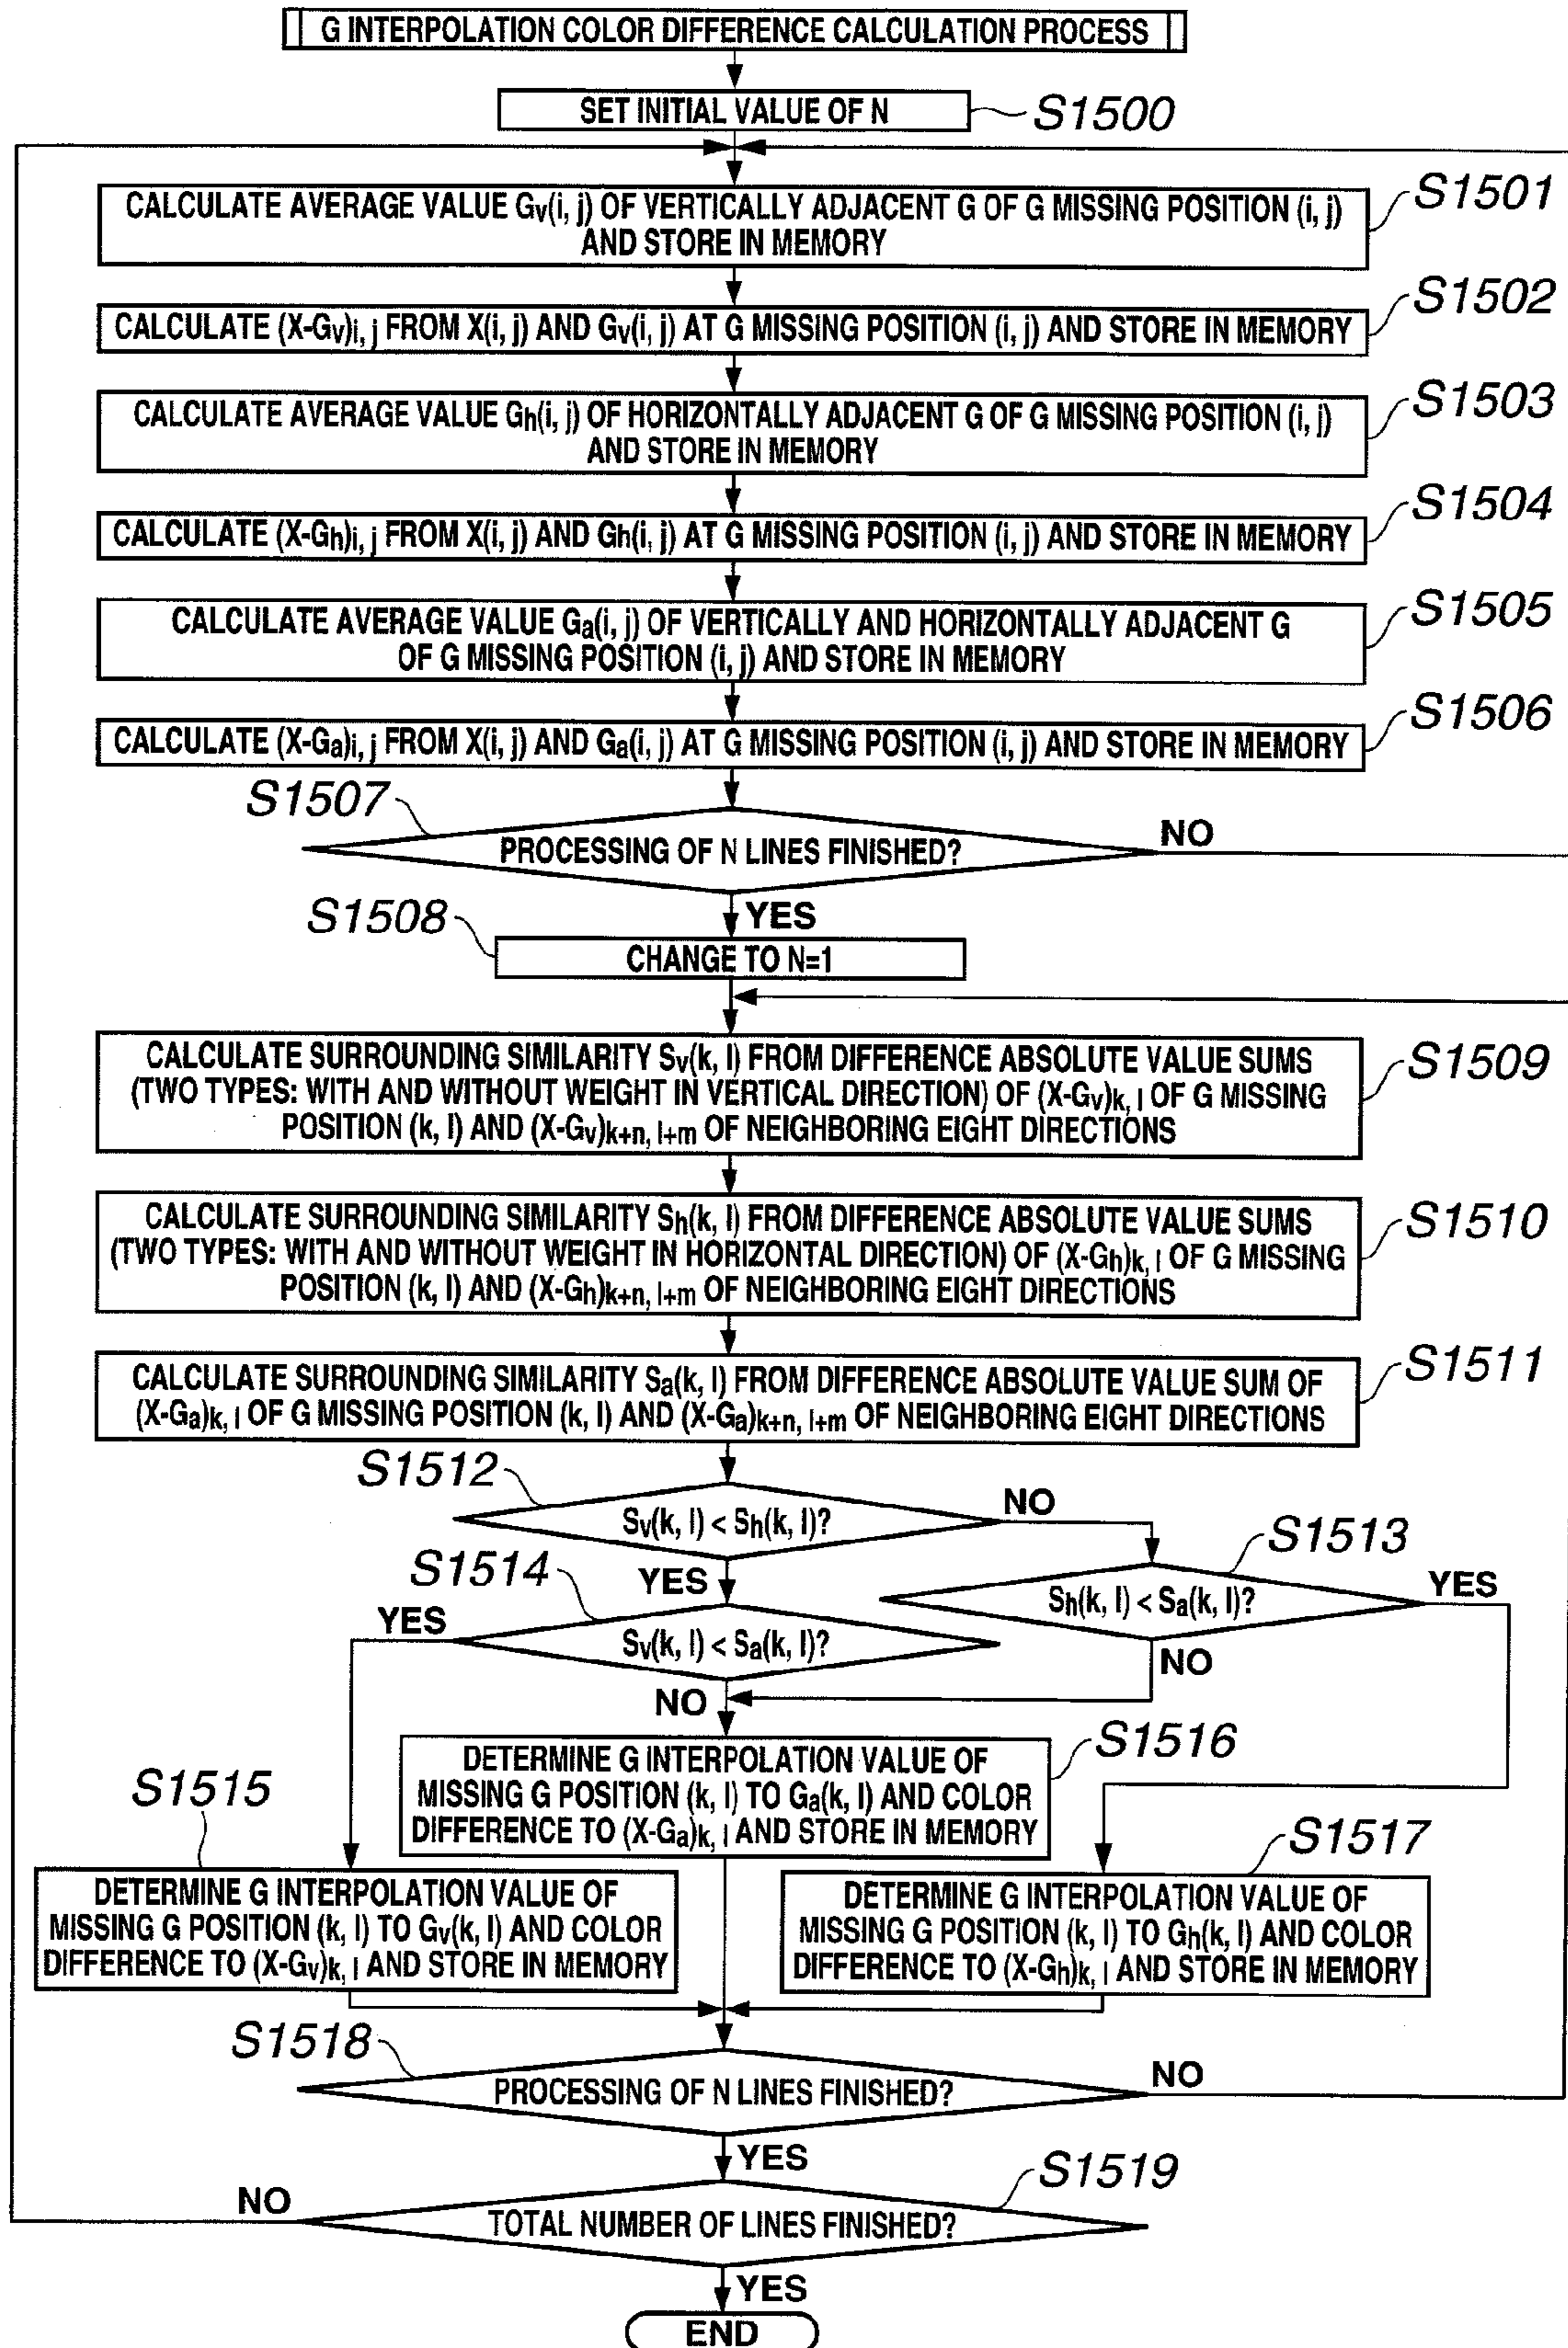 G INTERPOLATION COLOR DIFFERENCE CALCULATION PROCESS
SET INITIAL VALUE OF N
S1500
CALCULATE AVERAGE VALUE Gv(i, j) OF VERTICALLY ADJACENT G OF G MISSING POSITION (i, j)
AND STORE IN MEMORY
S1501
CALCULATE (X-Gv)i, j FROM X(i, j) AND Gv(i, j) AT G MISSING POSITION (i, j) AND STORE IN MEMORY
S1502
CALCULATE AVERAGE VALUE Gh(i, j) OF HORIZONTALLY ADJACENT G OF G MISSING POSITION (i, j)
AND STORE IN MEMORY
S1503
CALCULATE (X-Gh)i, j FROM X(i, j) AND Gh(i, j) AT G MISSING POSITION (i, j) AND STORE IN MEMORY
S1504
CALCULATE AVERAGE VALUE Ga(i, j) OF VERTICALLY AND HORIZONTALLY ADJACENT G
OF G MISSING POSITION (i, j) AND STORE IN MEMORY
S1505
CALCULATE (X-Ga)i, j FROM X(i, j) AND Ga(i, j) AT G MISSING POSITION (i, j) AND STORE IN MEMORY
S1506
S1507
PROCESSING OF N LINES FINISHED?
NO
YES
S1508
CHANGE TO N=1
CALCULATE SURROUNDING SIMILARITY Sv(k, l) FROM DIFFERENCE ABSOLUTE VALUE SUMS
(TWO TYPES: WITH AND WITHOUT WEIGHT IN VERTICAL DIRECTION) OF (X-Gv)k, l OF G MISSING
POSITION (k, l) AND (X-Gv)k+n, l+m OF NEIGHBORING EIGHT DIRECTIONS
S1509
CALCULATE SURROUNDING SIMILARITY Sh(k, l) FROM DIFFERENCE ABSOLUTE VALUE SUMS
(TWO TYPES: WITH AND WITHOUT WEIGHT IN HORIZONTAL DIRECTION) OF (X-Gh)k, l OF G MISSING
POSITION (k, l) AND (X-Gh)k+n, l+m OF NEIGHBORING EIGHT DIRECTIONS
S1510
CALCULATE SURROUNDING SIMILARITY Sa(k, l) FROM DIFFERENCE ABSOLUTE VALUE SUM OF
(X-Ga)k, l OF G MISSING POSITION (k, l) AND (X-Ga)k+n, l+m OF NEIGHBORING EIGHT DIRECTIONS
S1511
S1512
Sv(k, l) < Sh(k, l)?
NO
YES
S1513
Sh(k, l) < Sa(k, l)?
YES
NO
S1514
Sv(k, l) < Sa(k, l)?
YES
NO
DETERMINE G INTERPOLATION VALUE OF
MISSING G POSITION (k, l) TO Ga(k, l) AND COLOR
DIFFERENCE TO (X-Ga)k, l AND STORE IN MEMORY
S1516
S1515
DETERMINE G INTERPOLATION VALUE OF
MISSING G POSITION (k, l) TO Gv(k, l) AND COLOR
DIFFERENCE TO (X-Gv)k, l AND STORE IN MEMORY
S1517
DETERMINE G INTERPOLATION VALUE OF
MISSING G POSITION (k, l) TO Gh(k, l) AND COLOR
DIFFERENCE TO (X-Gh)k, l AND STORE IN MEMORY
S1518
PROCESSING OF N LINES FINISHED?
NO
YES
S1519
TOTAL NUMBER OF LINES FINISHED?
NO
YES
END